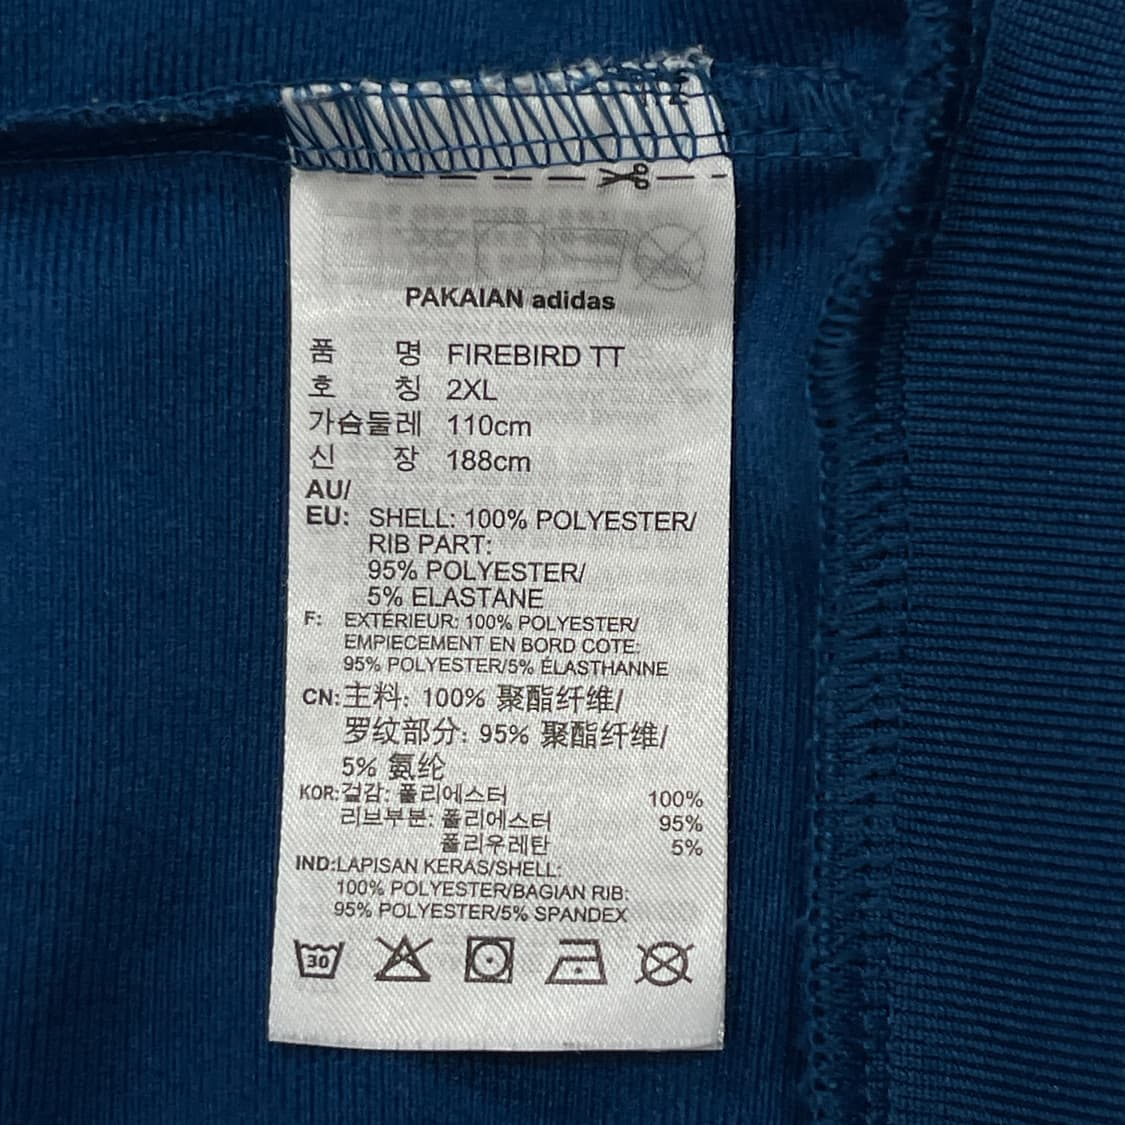 PAKAIAN adidas
품 명 FIREBIRD TT
호 칭 2XL
가슴둘레 110cm
신 장 188cm
AU/
EU: SHELL: 100% POLYESTER/
RIB PART:
95% POLYESTER/
5% ELASTANE
F: EXTÉRIEUR: 100% POLYESTER/
EMPIECEMENT EN BORD COTE:
95% POLYESTER/5% ÉLASTHANNE
CN: 主料: 100% 聚酯纤维/
罗纹部分: 95% 聚酯纤维/
5% 氨纶
KOR: 겉감: 폴리에스터 100%
리브부분: 폴리에스터 95%
폴리우레탄 5%
IND: LAPISAN KERAS/SHELL:
100% POLYESTER/BAGIAN RIB:
95% POLYESTER/5% SPANDEX
30